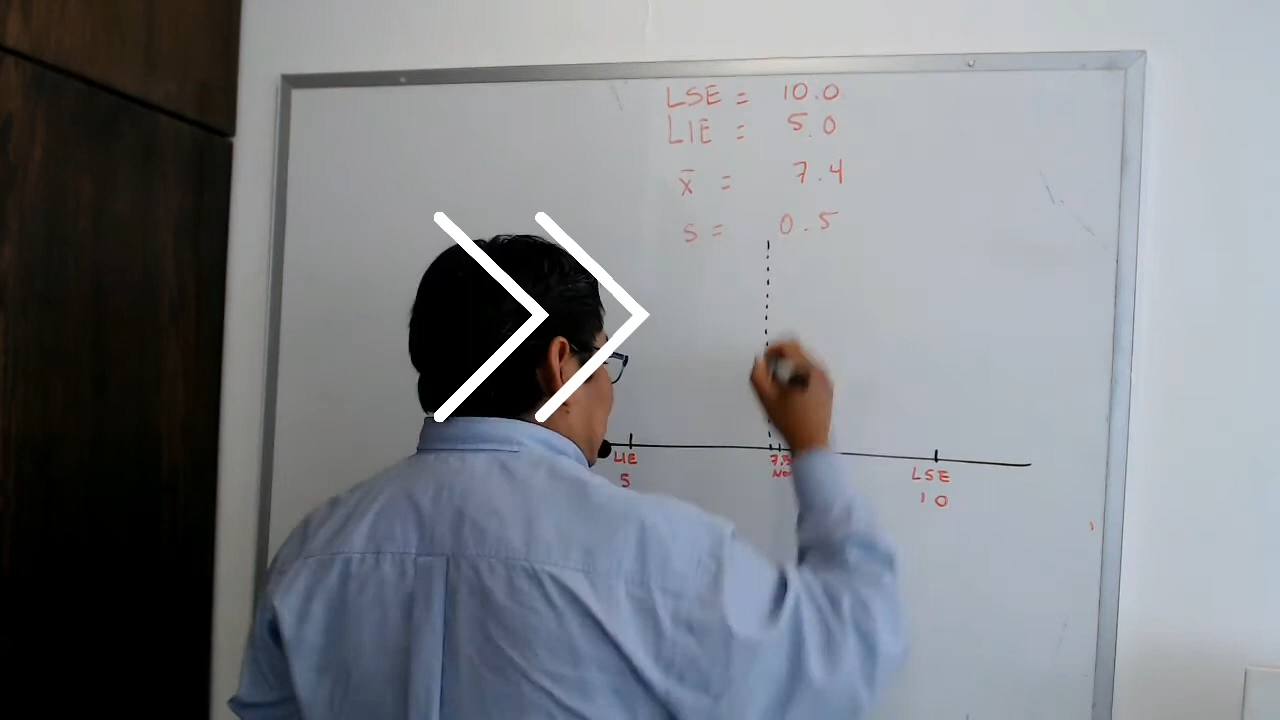 LSE = 10.0
LIE = 5.0
x̄ = 7.4
s = 0.5
LIE
5
LSE
10